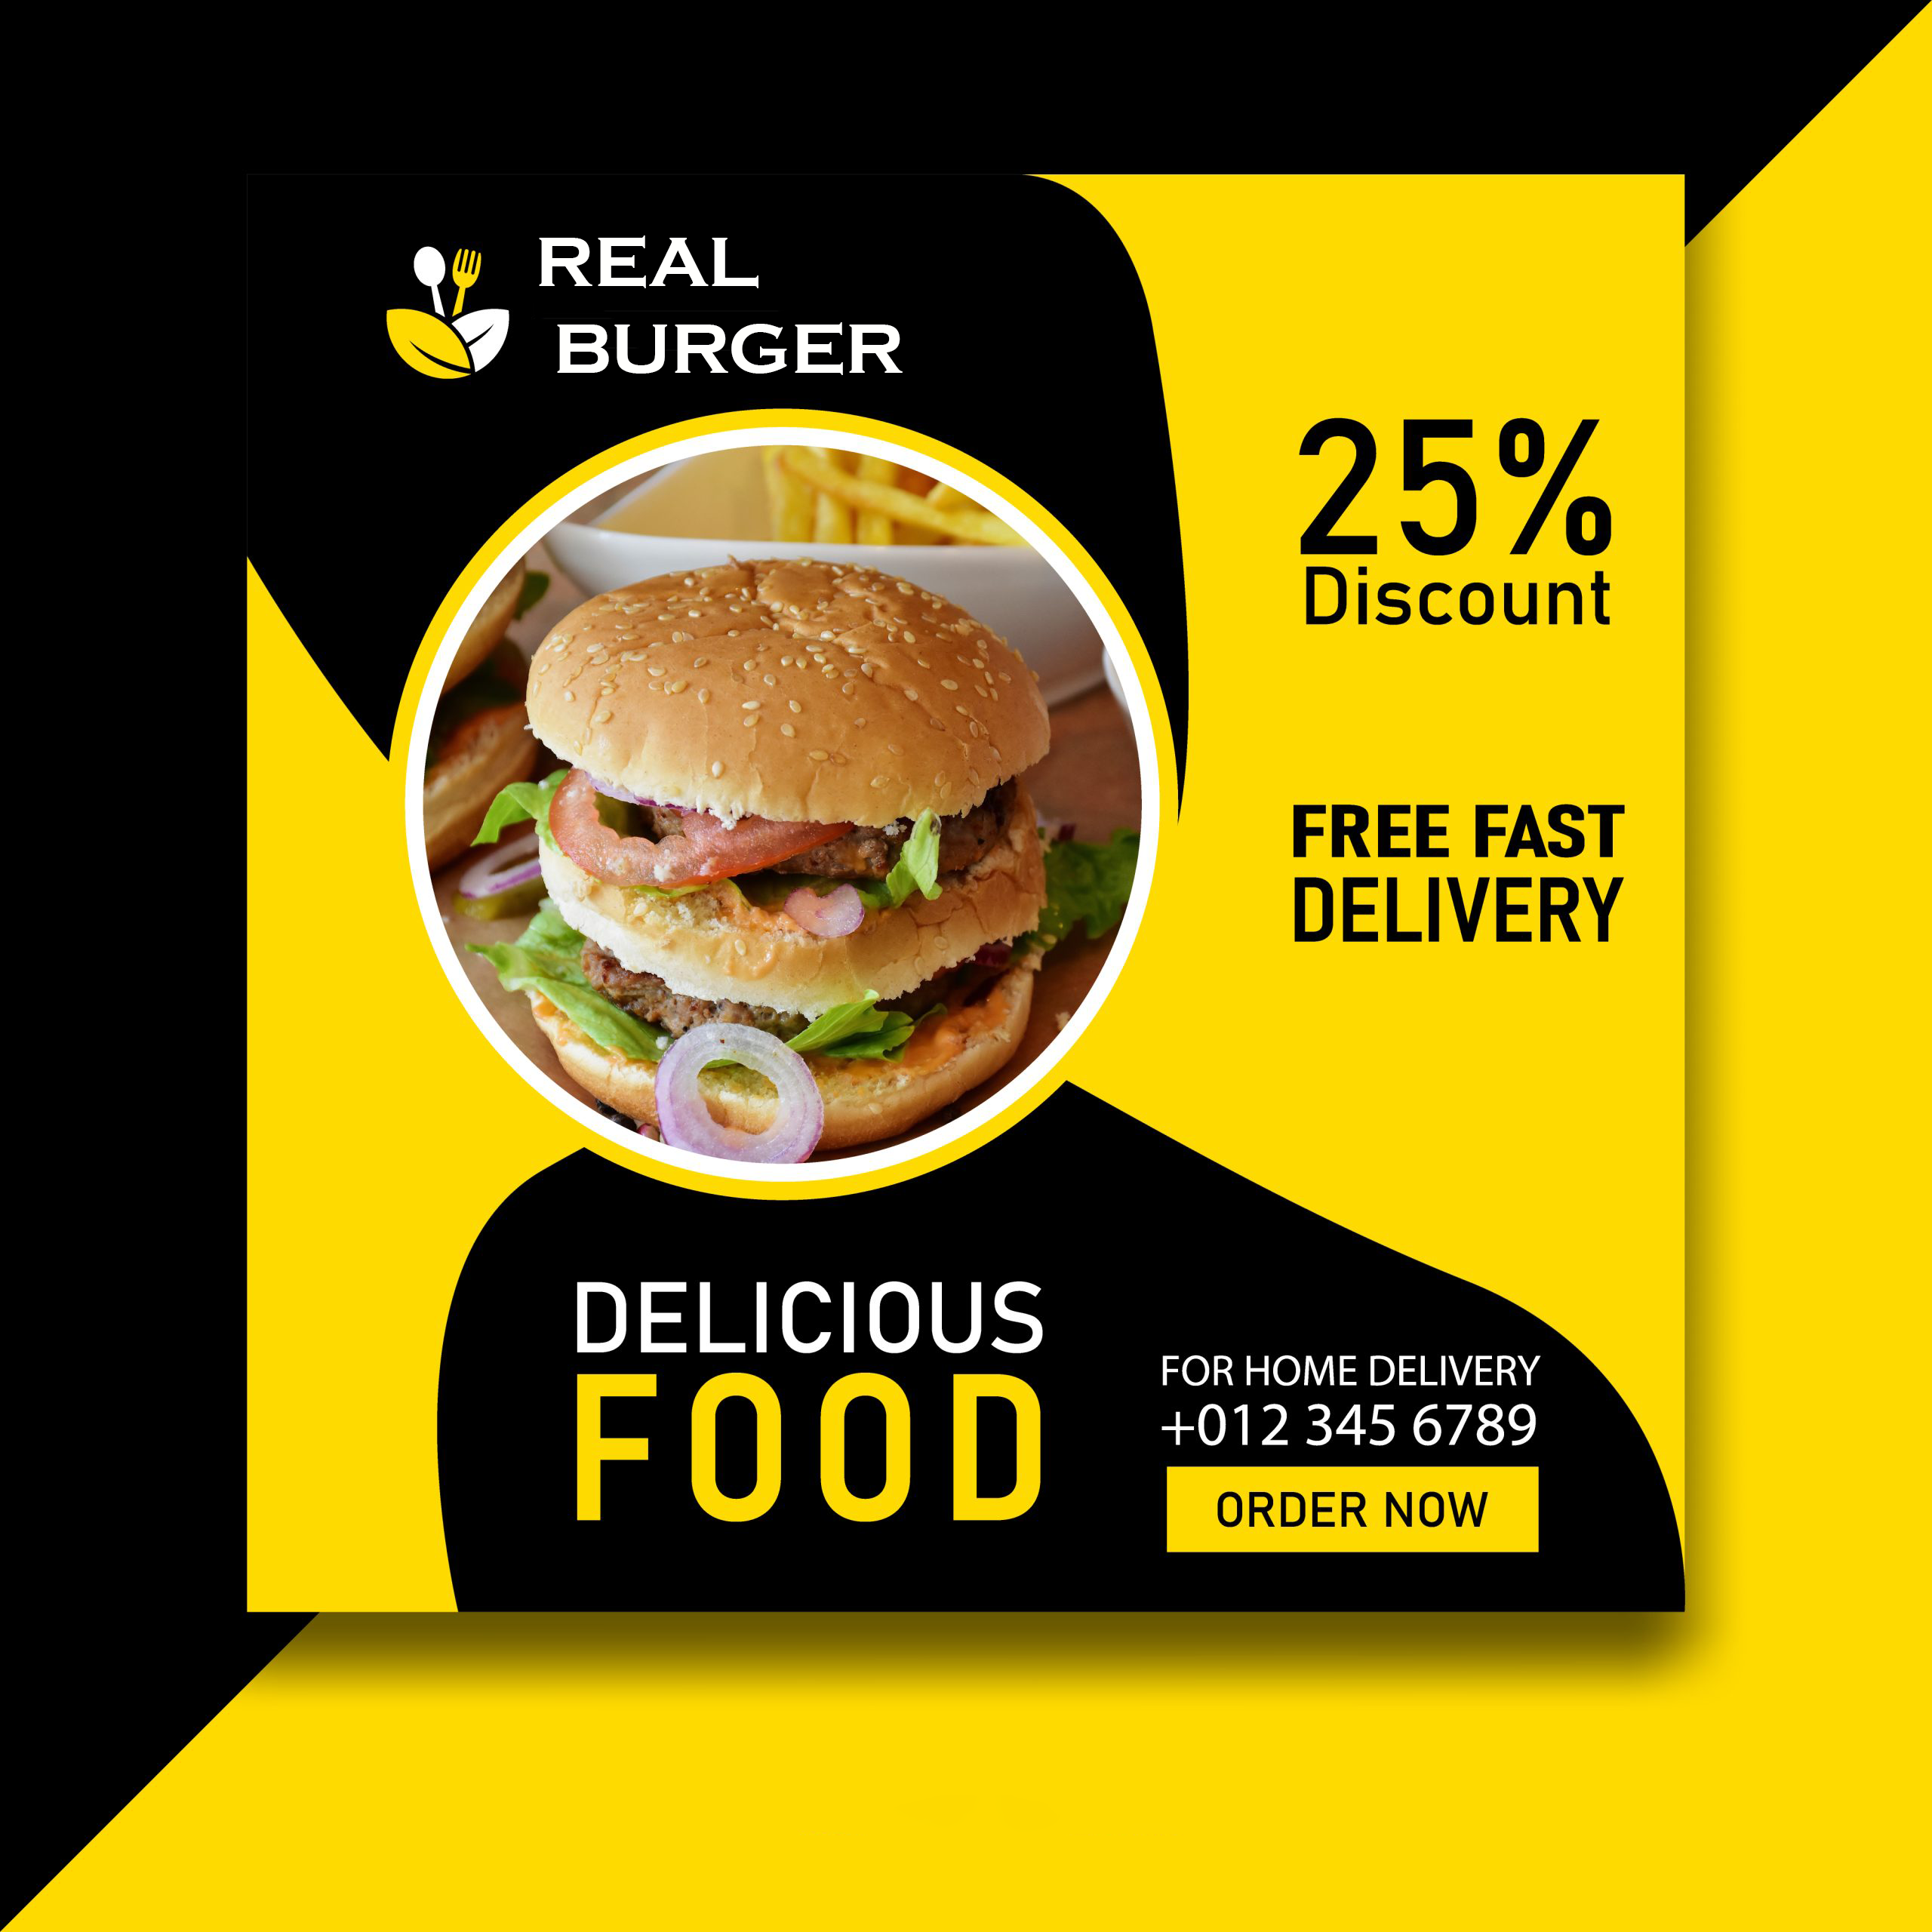 REAL
BURGER
25%
Discount
FREE FAST
DELIVERY
DELICIOUS
FOOD
FOR HOME DELIVERY
+012 345 6789
ORDER NOW